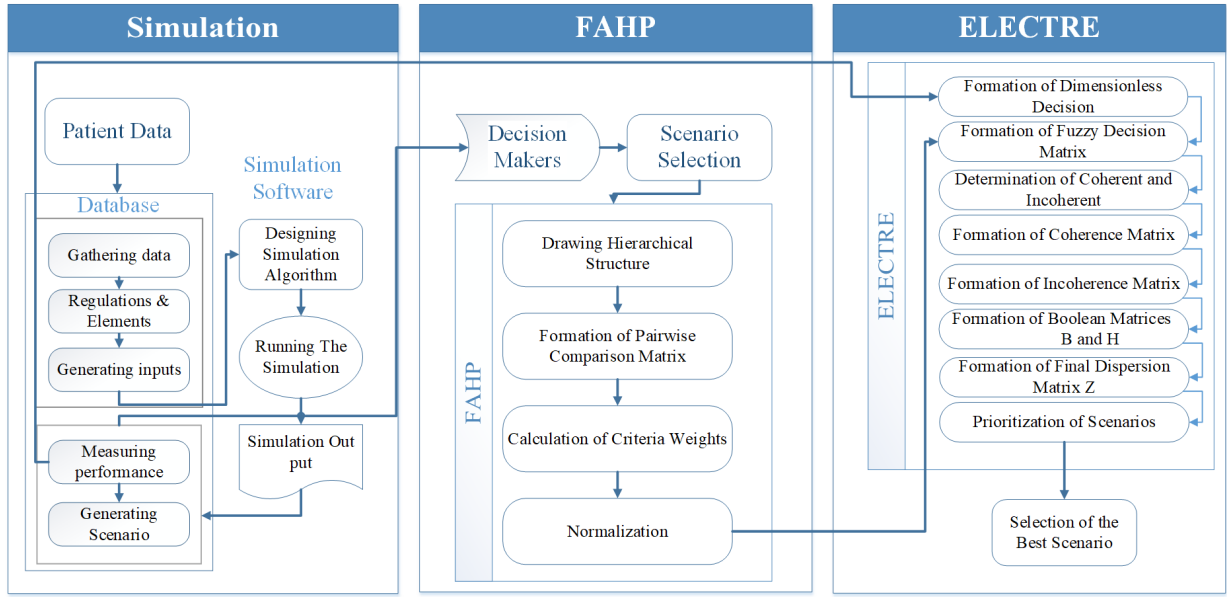 Simulation
Patient Data
Database
Gathering data
Regulations &
Elements
Generating inputs
Measuring
performance
Generating
Scenario
Simulation
Software
Designing
Simulation
Algorithm
Running The
Simulation
Simulation Out
put
FAHP
Decision
Makers
Scenario
Selection
FAHP
Drawing Hierarchical
Structure
Formation of Pairwise
Comparison Matrix
Calculation of Criteria Weights
Normalization
ELECTRE
ELECTRE
Formation of Dimensionless
Decision
Formation of Fuzzy Decision
Matrix
Determination of Coherent and
Incoherent
Formation of Coherence Matrix
Formation of Incoherence Matrix
Formation of Boolean Matrices
B and H
Formation of Final Dispersion
Matrix Z
Prioritization of Scenarios
Selection of the
Best Scenario